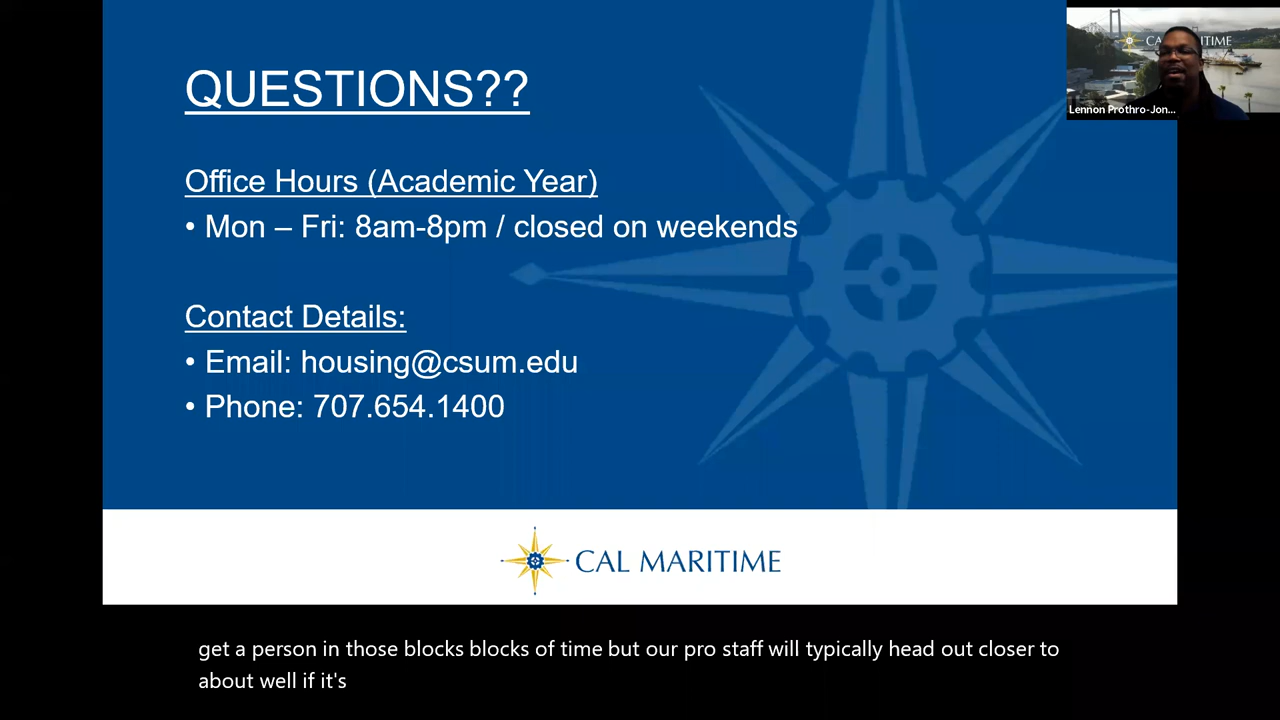 QUESTIONS??
CAL MARITIME
Lennon Prothro-Jon...
Office Hours (Academic Year)
• Mon – Fri: 8am-8pm / closed on weekends
Contact Details:
• Email: housing@csum.edu
• Phone: 707.654.1400
CAL MARITIME
get a person in those blocks blocks of time but our pro staff will typically head out closer to
about well if it's